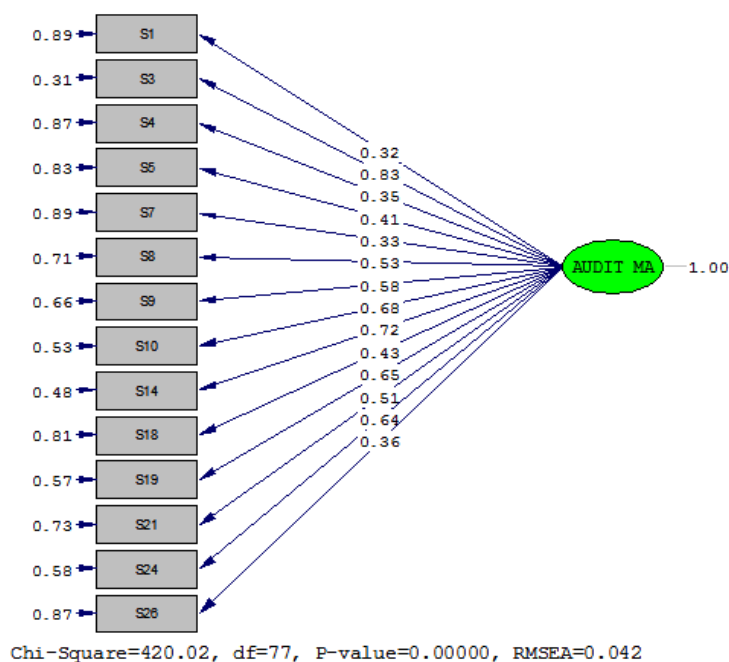 0.89 S1
0.31 S3
0.87 S4
0.83 S5
0.89 S7
0.71 S8
0.66 S9
0.53 S10
0.48 S14
0.81 S18
0.57 S19
0.73 S21
0.58 S24
0.87 S26
0.32
0.83
0.35
0.41
0.33
0.53
0.58
0.68
0.72
0.43
0.65
0.51
0.64
0.36
AUDIT MA 1.00
Chi-Square=420.02, df=77, P-value=0.00000, RMSEA=0.042